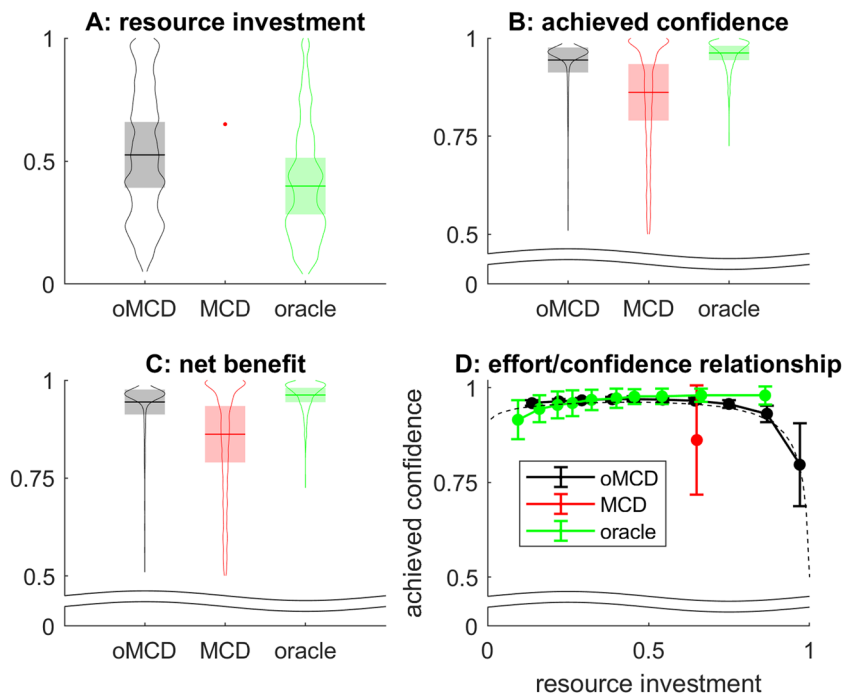 A: resource investment
1
0.5
0
oMCD MCD oracle
B: achieved confidence
1
0.75
0.5
0
oMCD MCD oracle
C: net benefit
1
0.75
0.5
0
oMCD MCD oracle
D: effort/confidence relationship
achieved confidence
1
0.75
0.5
0
oMCD
MCD
oracle
0 0.5 1
resource investment